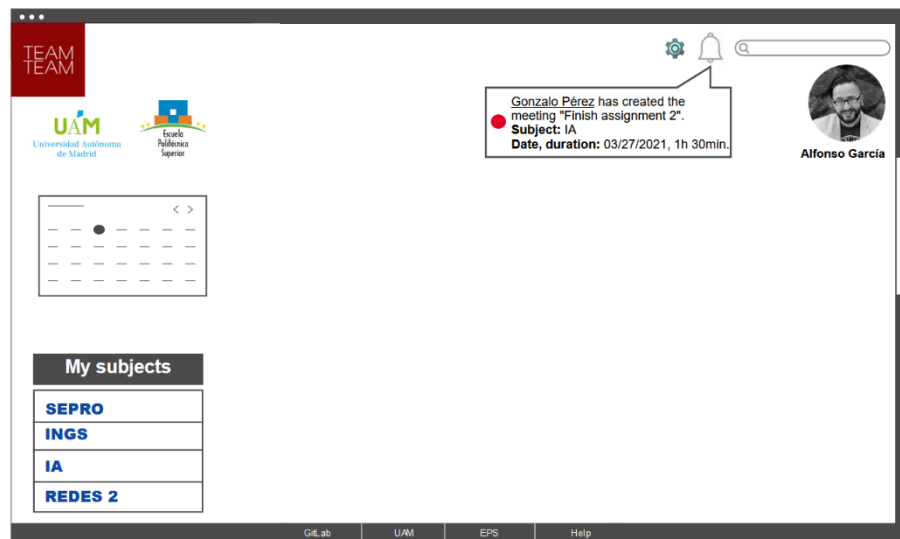 TEAM
TEAM
Gonzalo Pérez has created the
meeting "Finish assignment 2".
Subject: IA
Date, duration: 03/27/2021, 1h 30min.
Alfonso García
UAM
Universidad Autónoma
de Madrid
Escuela
Politécnica
Superior
My subjects
SEPRO
INGS
IA
REDES 2
GitLab
UAM
EPS
Help